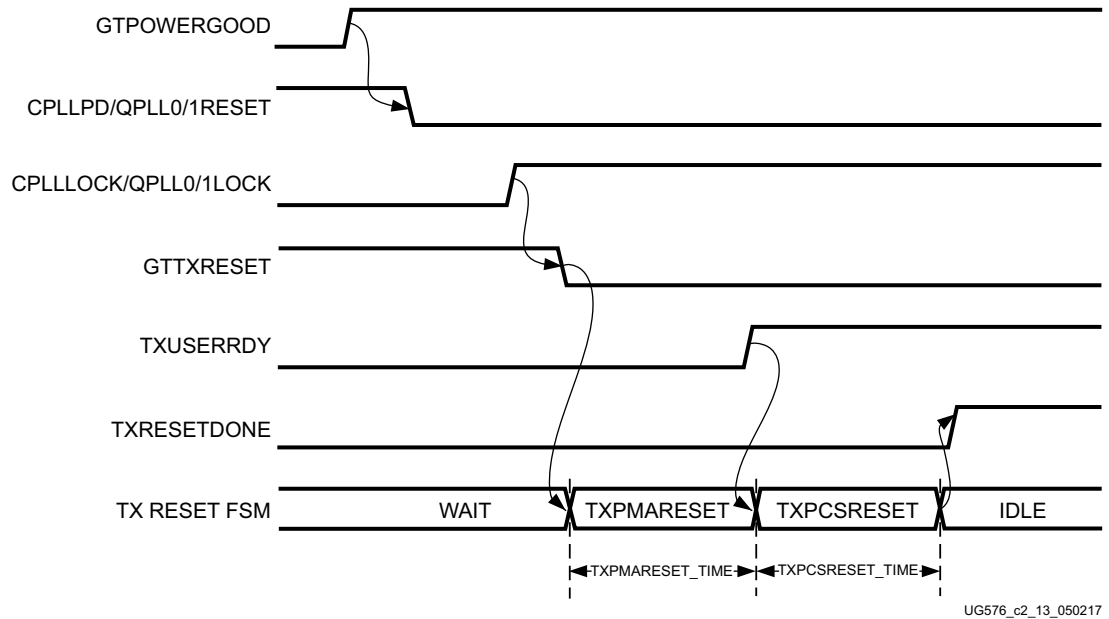 GTPOWERGOOD
CPLLPD/QPLL0/1RESET
CPLLLOCK/QPLL0/1LOCK
GTTXRESET
TXUSERRDY
TXRESETDONE
TX RESET FSM WAIT TXPMARESET TXPCSRESET IDLE
TXPMARESET_TIME TXPCSRESET_TIME
UG576_c2_13_050217